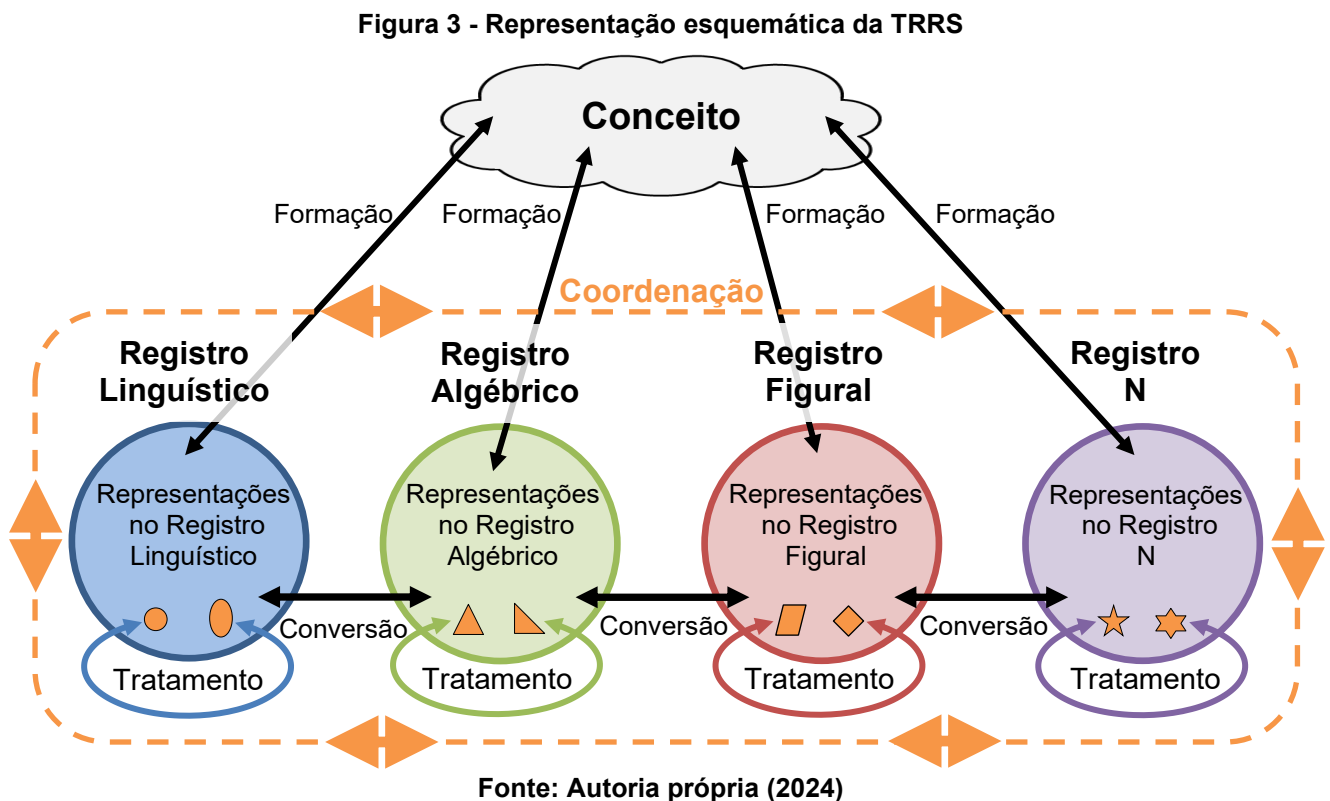 Figura 3 - Representação esquemática da TRRS
Conceito
Formação
Formação
Formação
Formação
Coordenação
Registro
Linguístico
Registro
Algébrico
Registro
Figural
Registro
N
Representações
no Registro
Linguístico
Representações
no Registro
Algébrico
Representações
no Registro
Figural
Representações
no Registro
N
Conversão
Conversão
Conversão
Tratamento
Tratamento
Tratamento
Tratamento
Fonte: Autoria própria (2024)